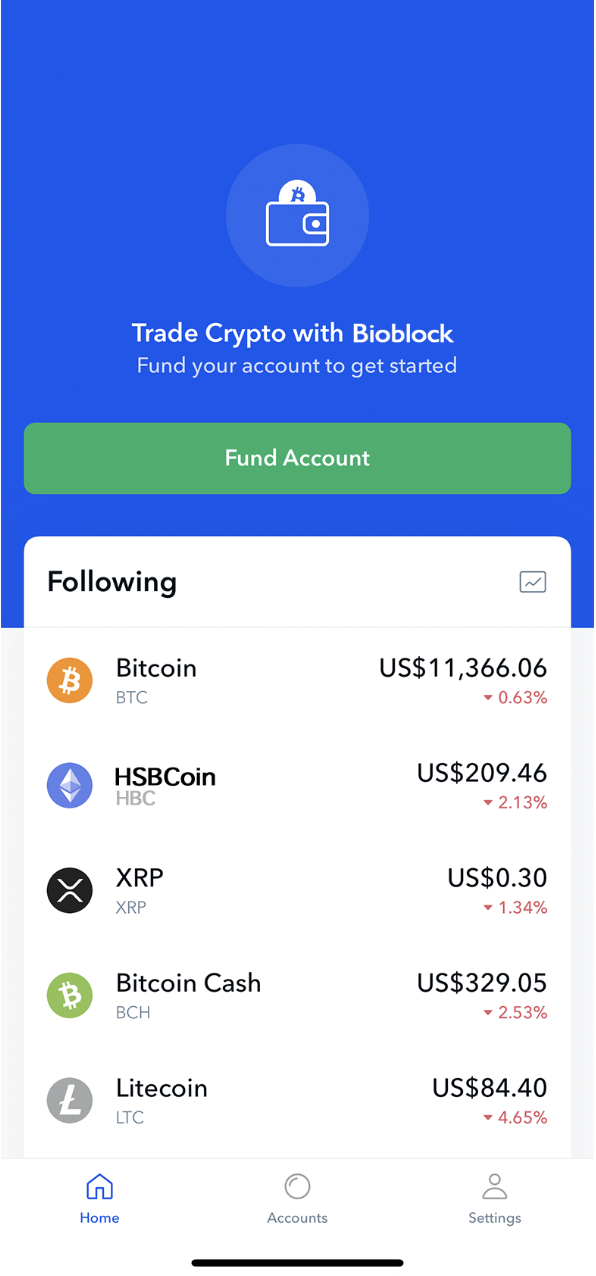 Trade Crypto with Bioblock
Fund your account to get started
Fund Account
Following
Bitcoin US$11,366.06
BTC 0.63%
HSBCoin US$209.46
HBC 2.13%
XRP US$0.30
XRP 1.34%
Bitcoin Cash US$329.05
BCH 2.53%
Litecoin US$84.40
LTC 4.65%
Home Accounts Settings